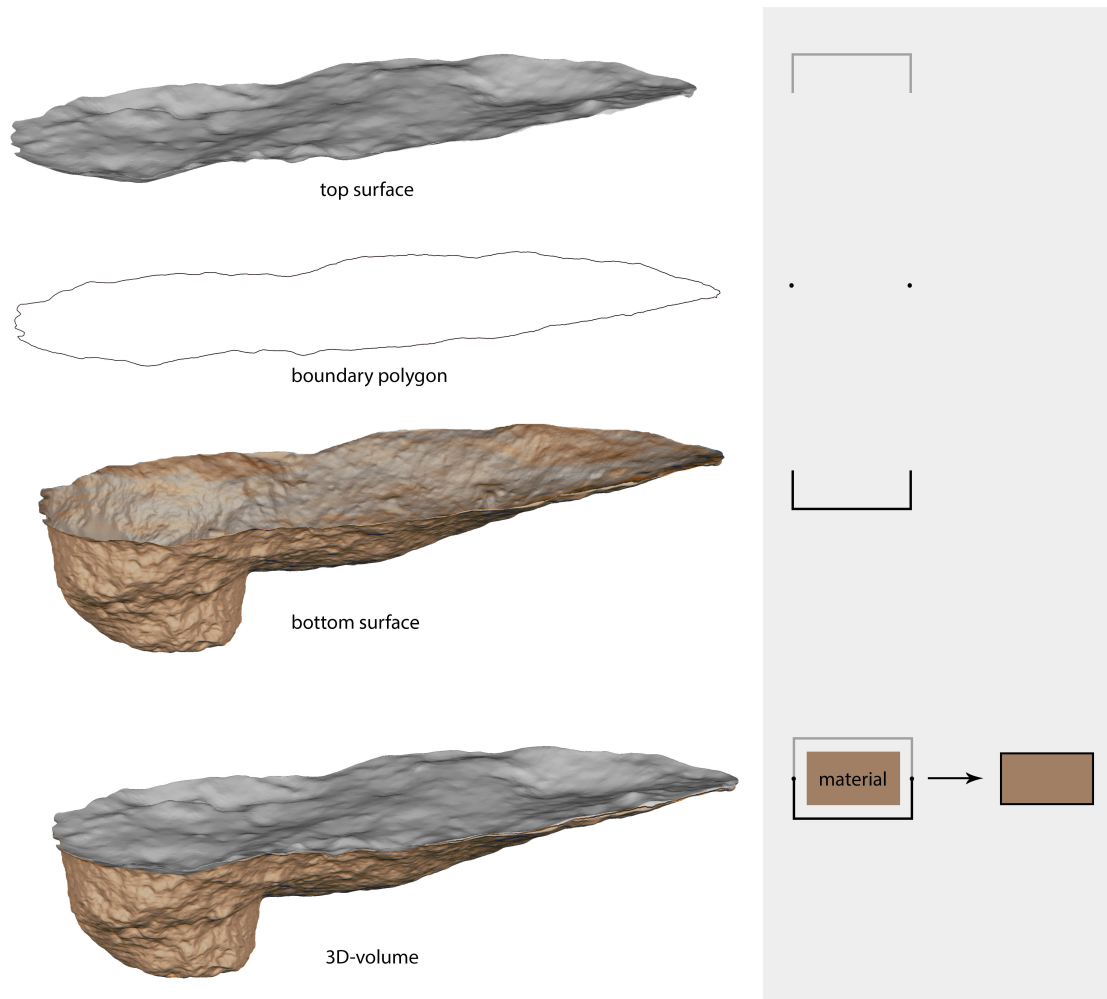 top surface
boundary polygon
bottom surface
material
3D-volume